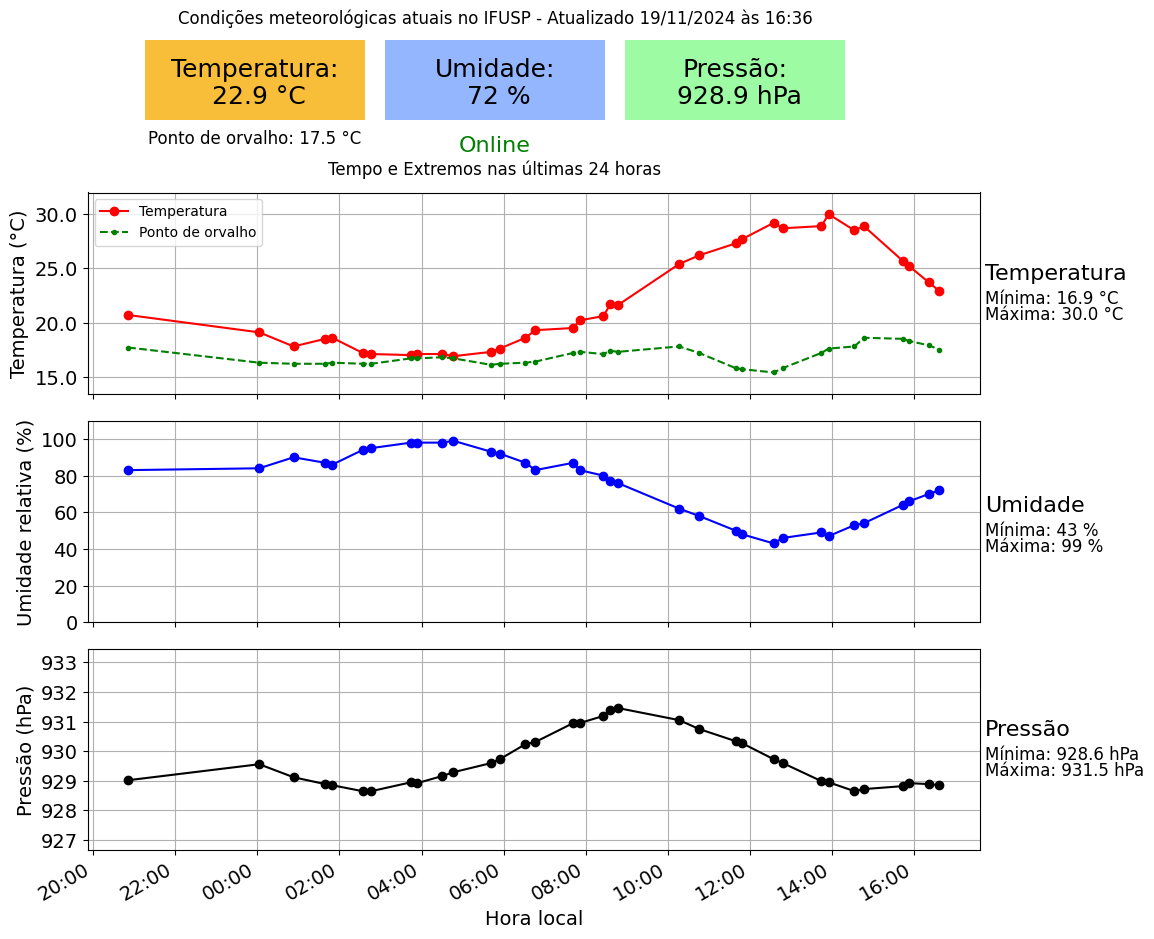 Condições meteorológicas atuais no IFUSP - Atualizado 19/11/2024 às 16:36
Temperatura:
22.9 °C
Umidade:
72 %
Pressão:
928.9 hPa
Ponto de orvalho: 17.5 °C
Online
Tempo e Extremos nas últimas 24 horas
Temperatura (°C)
30.0
25.0
20.0
15.0
Temperatura
Ponto de orvalho
Temperatura
Mínima: 16.9 °C
Máxima: 30.0 °C
Umidade relativa (%)
100
80
60
40
20
0
Umidade
Mínima: 43 %
Máxima: 99 %
Pressão (hPa)
933
932
931
930
929
928
927
Pressão
Mínima: 928.6 hPa
Máxima: 931.5 hPa
20:00 22:00 00:00 02:00 04:00 06:00 08:00 10:00 12:00 14:00 16:00
Hora local